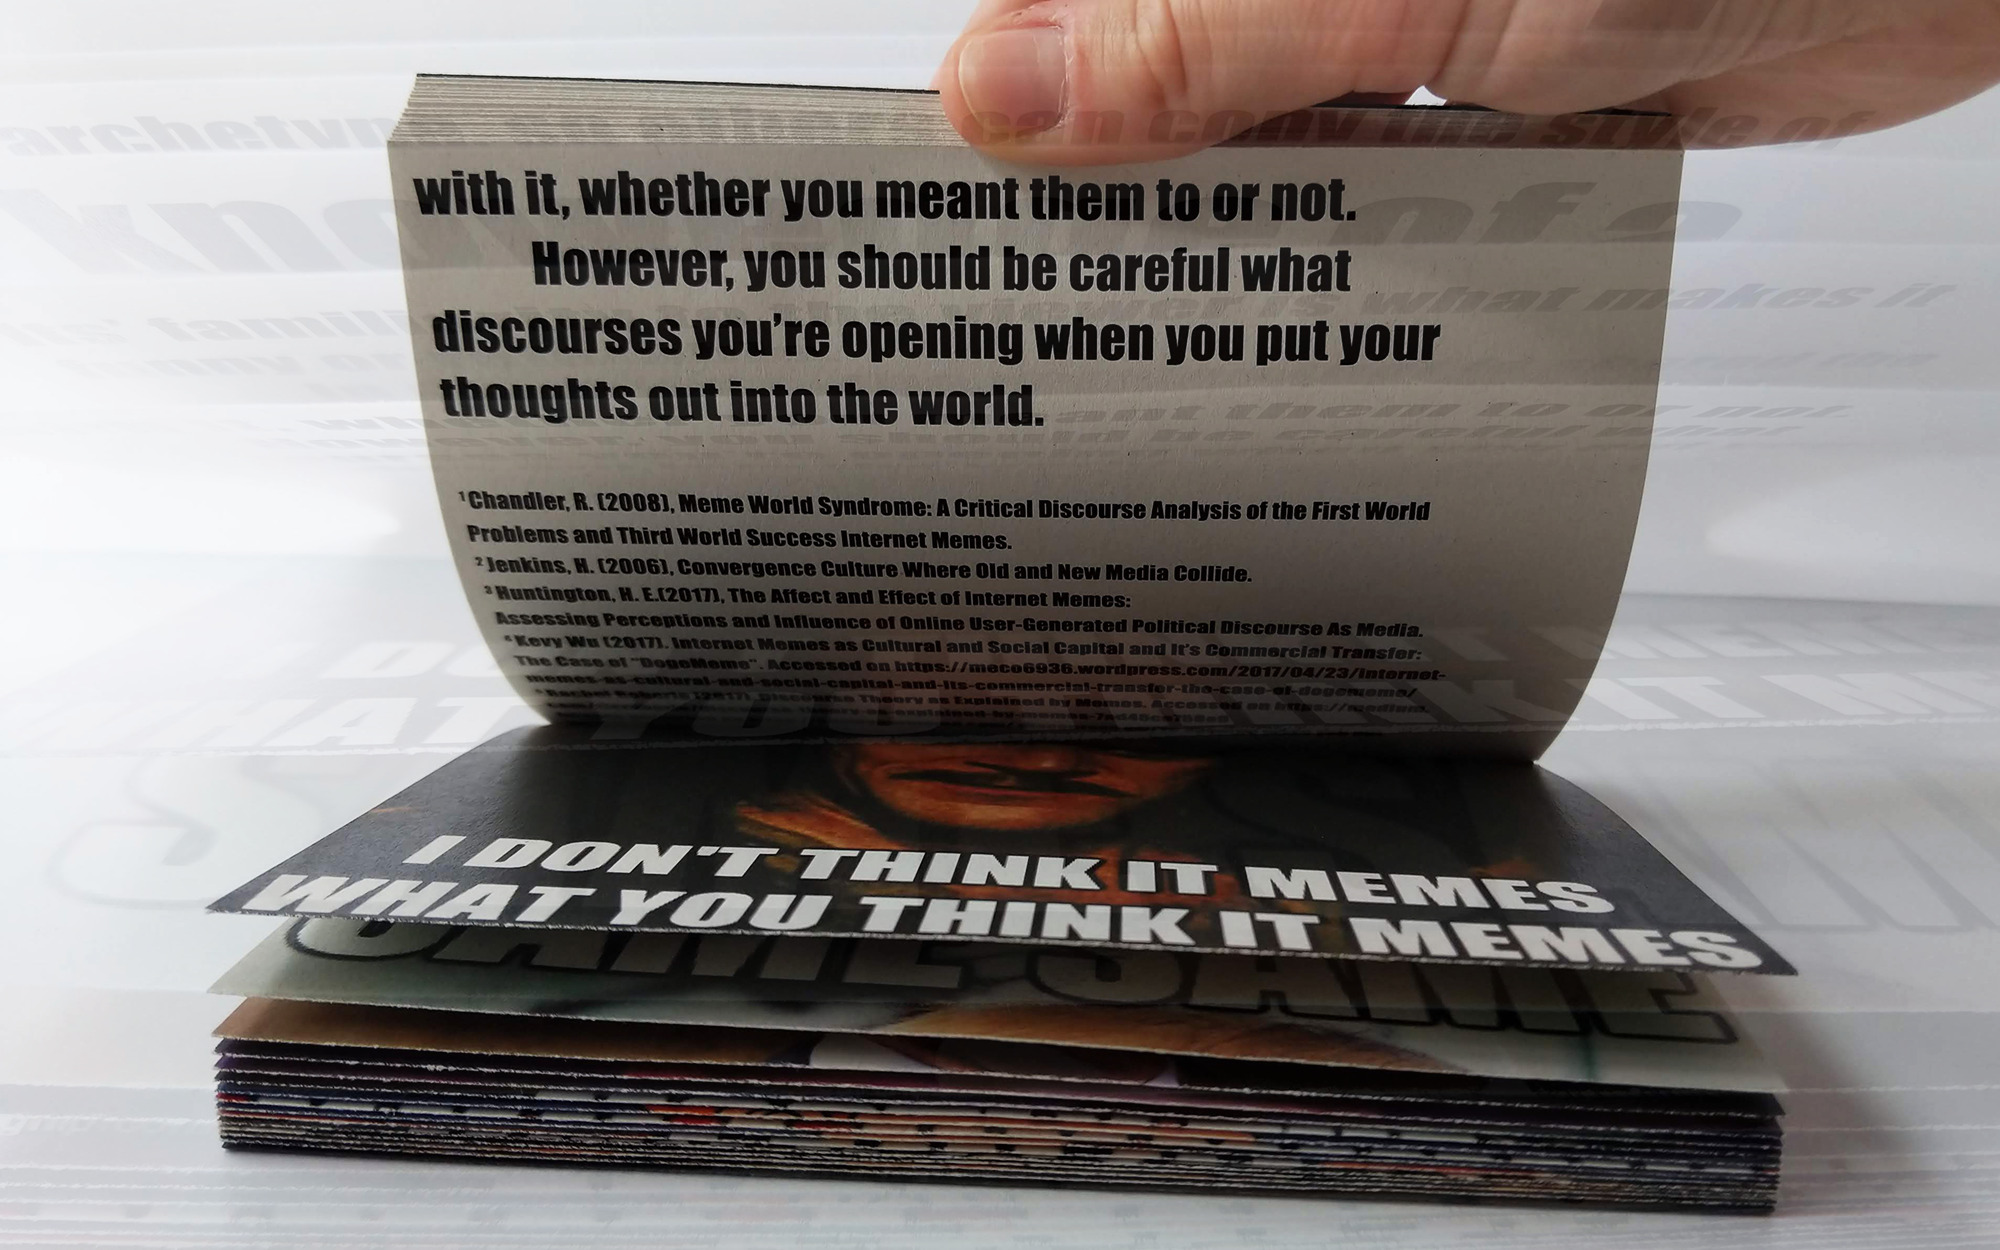 with it, whether you meant them to or not.
However, you should be careful what
discourses you're opening when you put your
thoughts out into the world.
¹ Chandler, R. (2008), Meme World Syndrome: A Critical Discourse Analysis of the First World
Problems and Third World Success Internet Memes.
² Jenkins, H. (2006), Convergence Culture Where Old and New Media Collide.
³ Huntington, H. E.(2017), The Affect and Effect of Internet Memes:
Assessing Perceptions and Influence of Online User-Generated Political Discourse As Media.
⁴ Kevy Wu (2017). Internet Memes as Cultural and Social Capital and It's Commercial Transfer:
The Case of "DogeMeme". Accessed on https://meco6936.wordpress.com/2017/04/23/internet-
memes-as-cultural-and-social-capital-and-its-commercial-transfer-the-case-of-dogememe/
(2017), Discourse Theory as Explained by Memes. Accessed on https://medium.
I DON'T THINK IT MEMES
WHAT YOU THINK IT MEMES
SAME SAME